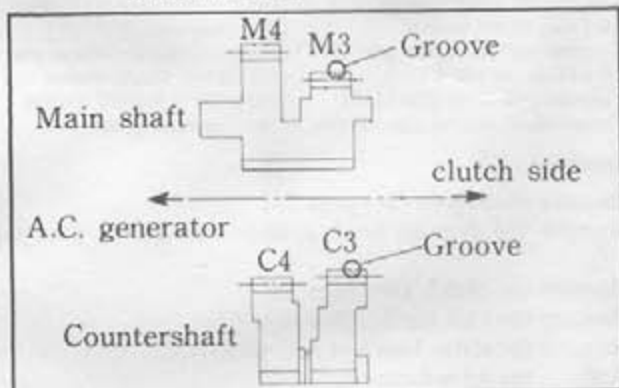 M4
M3
Groove
Main shaft
clutch side
A.C. generator
C3
Groove
C4
Countershaft